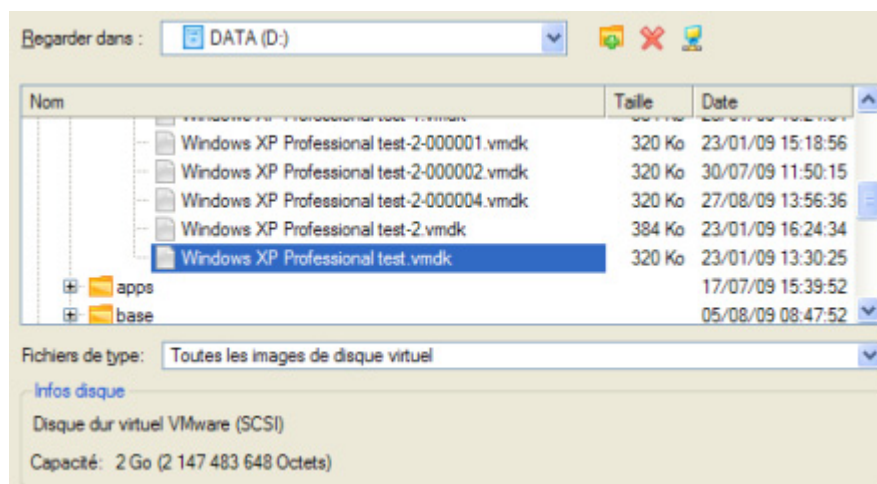 Regarder dans : DATA (D:)
Nom Taille Date
Windows XP Professional test-2-000001.vmdk 320 Ko 23/01/09 15:18:56
Windows XP Professional test-2-000002.vmdk 320 Ko 30/07/09 11:50:15
Windows XP Professional test-2-000004.vmdk 320 Ko 27/08/09 13:56:36
Windows XP Professional test-2.vmdk 384 Ko 23/01/09 16:24:34
Windows XP Professional test.vmdk 320 Ko 23/01/09 13:30:25
apps 17/07/09 15:39:52
base 05/08/09 08:47:52
Fichiers de type: Toutes les images de disque virtuel
Infos disque
Disque dur virtuel VMware (SCSI)
Capacité: 2 Go (2 147 483 648 Octets)